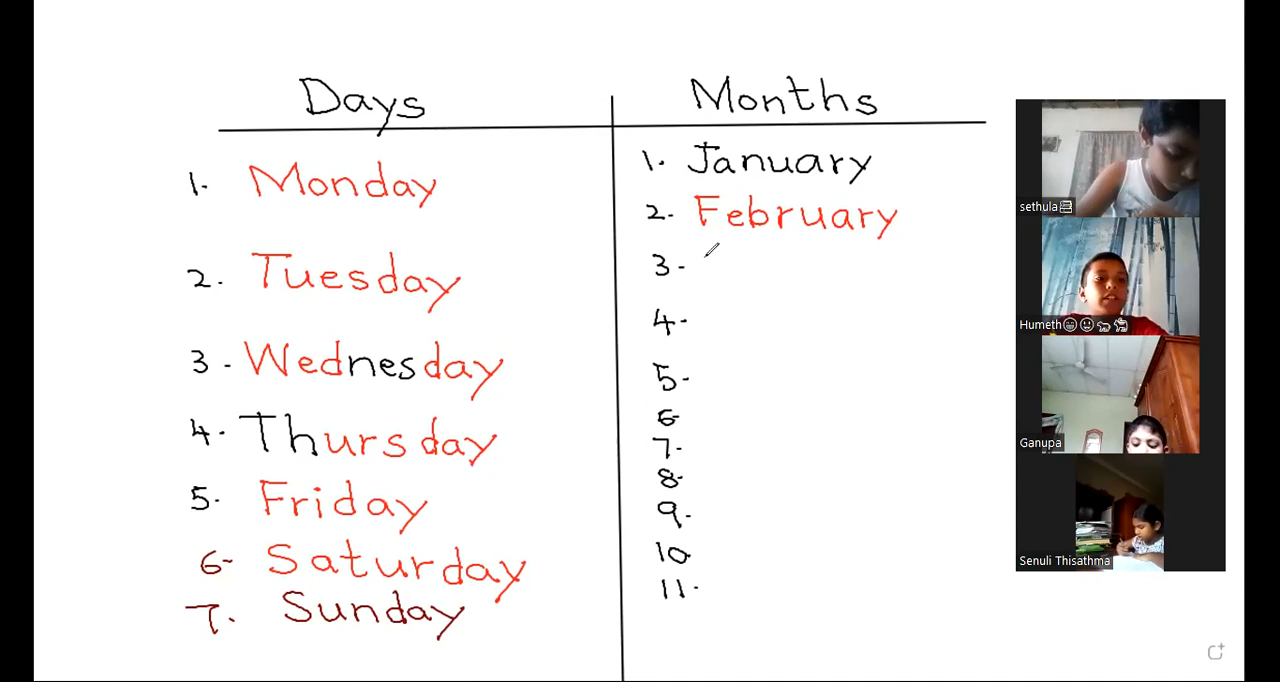 Days
1. Monday
2. Tuesday
3 - Wednesday
4. Thursday
5. Friday
6- Saturday
7. Sunday
Months
1. January
2. February
3 -
4-
5-
6-
7-
8-
9.
10
11.
sethula
Humeth
Ganupa
Senuli Thisathma